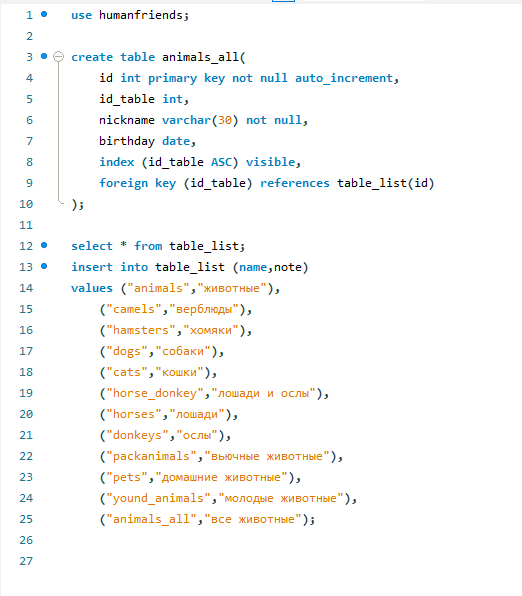 1 use humanfriends;
2
3 create table animals_all(
4 id int primary key not null auto_increment,
5 id_table int,
6 nickname varchar(30) not null,
7 birthday date,
8 index (id_table ASC) visible,
9 foreign key (id_table) references table_list(id)
10 );
11
12 select * from table_list;
13 insert into table_list (name,note)
14 values ("animals","животные"),
15 ("camels","верблюды"),
16 ("hamsters","хомяки"),
17 ("dogs","собаки"),
18 ("cats","кошки"),
19 ("horse_donkey","лошади и ослы"),
20 ("horses","лошади"),
21 ("donkeys","ослы"),
22 ("packanimals","вьючные животные"),
23 ("pets","домашние животные"),
24 ("yound_animals","молодые животные"),
25 ("animals_all","все животные");
26
27